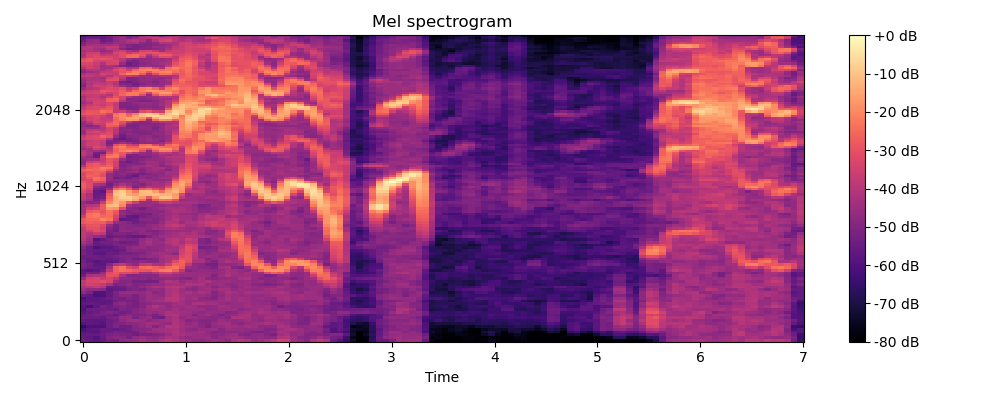 Mel spectrogram
+0 dB
-10 dB
2048
-20 dB
-30 dB
Hz
1024
-40 dB
-50 dB
512
-60 dB
-70 dB
0
-80 dB
0 1 2 3 4 5 6 7
Time